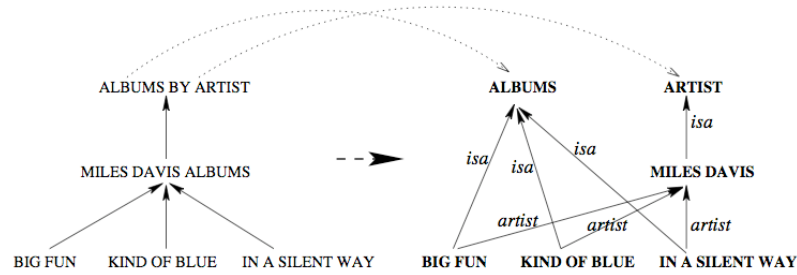 ALBUMS BY ARTIST
ALBUMS
ARTIST
isa
isa
isa
isa
MILES DAVIS ALBUMS
MILES DAVIS
artist
artist
artist
BIG FUN
KIND OF BLUE
IN A SILENT WAY
BIG FUN
KIND OF BLUE
IN A SILENT WAY